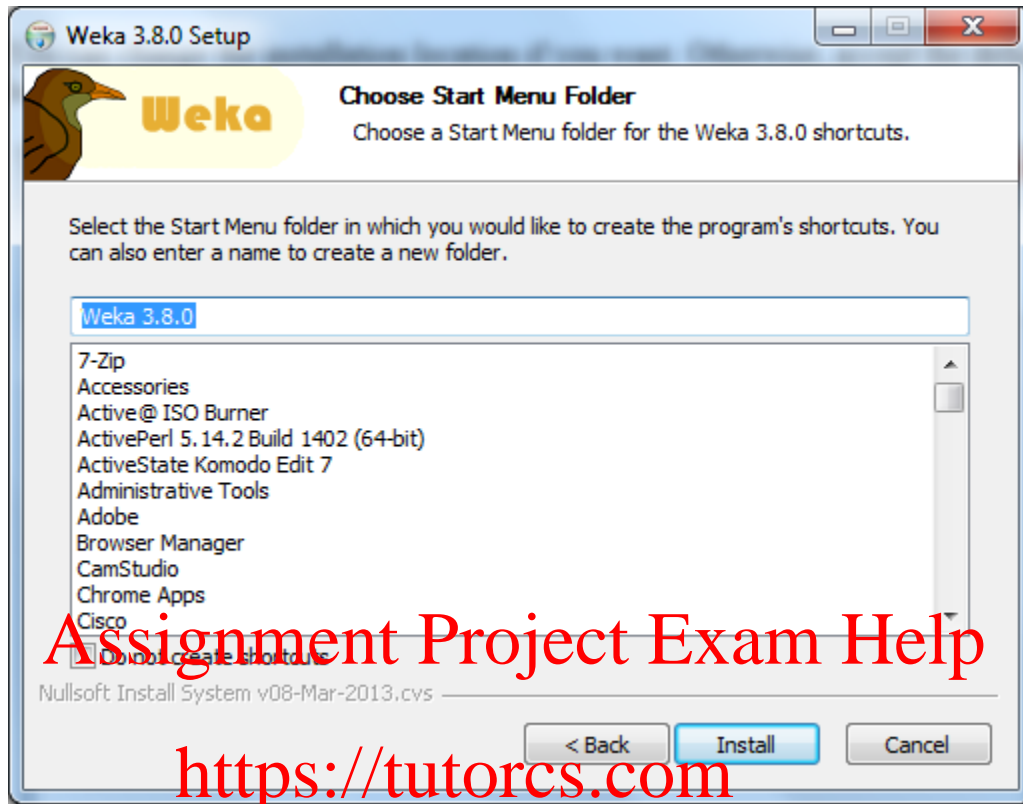 Weka 3.8.0 Setup
Weka
Choose Start Menu Folder
Choose a Start Menu folder for the Weka 3.8.0 shortcuts.
Select the Start Menu folder in which you would like to create the program's shortcuts. You
can also enter a name to create a new folder.
Weka 3.8.0
7-Zip
Accessories
Active@ ISO Burner
ActivePerl 5.14.2 Build 1402 (64-bit)
ActiveState Komodo Edit 7
Administrative Tools
Adobe
Browser Manager
CamStudio
Chrome Apps
Cisco
Assignment Project Exam Help
Do not create shortcuts
Nullsoft Install System v08-Mar-2013.cvs
< Back
Install
Cancel
https://tutorcs.com